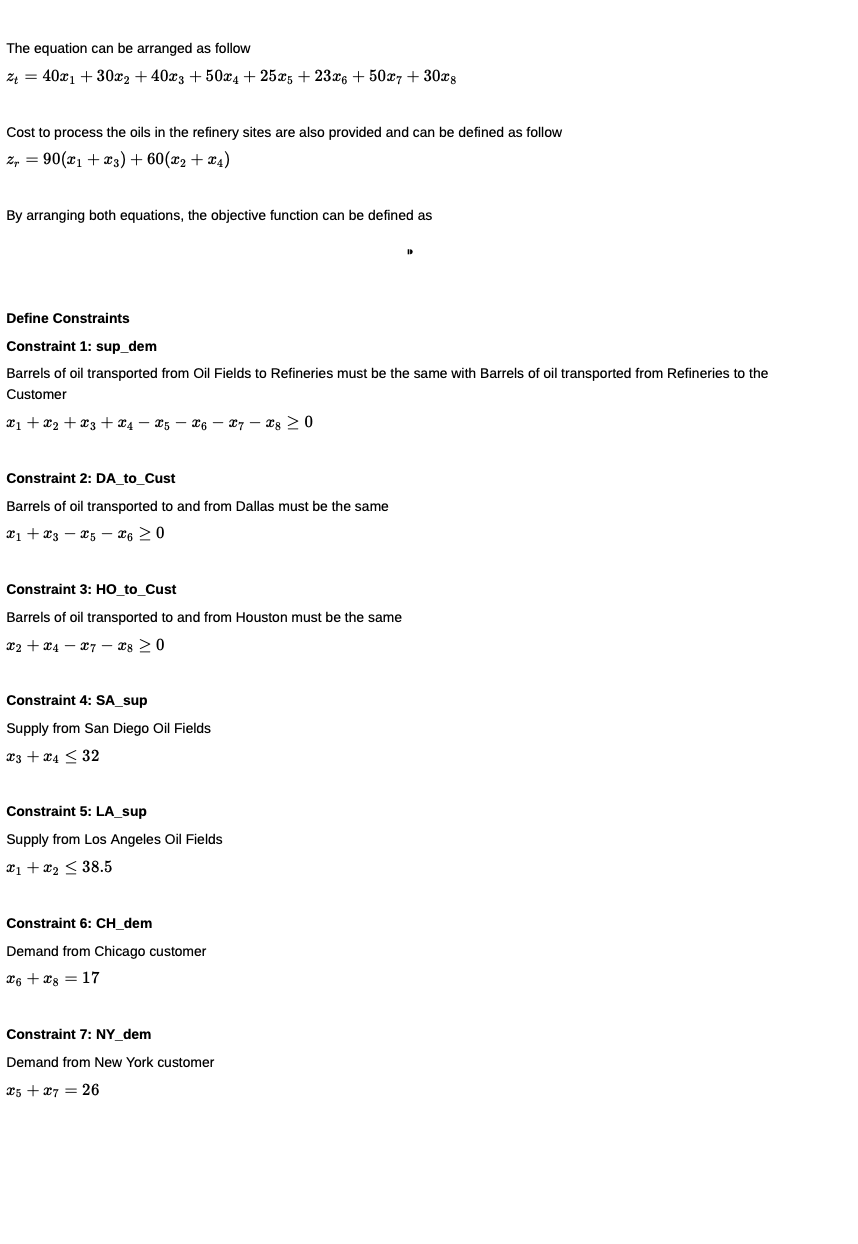 The equation can be arranged as follow
z_t = 40x_1 + 30x_2 + 40x_3 + 50x_4 + 25x_5 + 23x_6 + 50x_7 + 30x_8
Cost to process the oils in the refinery sites are also provided and can be defined as follow
z_r = 90(x_1 + x_3) + 60(x_2 + x_4)
By arranging both equations, the objective function can be defined as
Define Constraints
Constraint 1: sup_dem
Barrels of oil transported from Oil Fields to Refineries must be the same with Barrels of oil transported from Refineries to the
Customer
x_1 + x_2 + x_3 + x_4 − x_5 − x_6 − x_7 − x_8 ≥ 0
Constraint 2: DA_to_Cust
Barrels of oil transported to and from Dallas must be the same
x_1 + x_3 − x_5 − x_6 ≥ 0
Constraint 3: HO_to_Cust
Barrels of oil transported to and from Houston must be the same
x_2 + x_4 − x_7 − x_8 ≥ 0
Constraint 4: SA_sup
Supply from San Diego Oil Fields
x_3 + x_4 ≤ 32
Constraint 5: LA_sup
Supply from Los Angeles Oil Fields
x_1 + x_2 ≤ 38.5
Constraint 6: CH_dem
Demand from Chicago customer
x_6 + x_8 = 17
Constraint 7: NY_dem
Demand from New York customer
x_5 + x_7 = 26